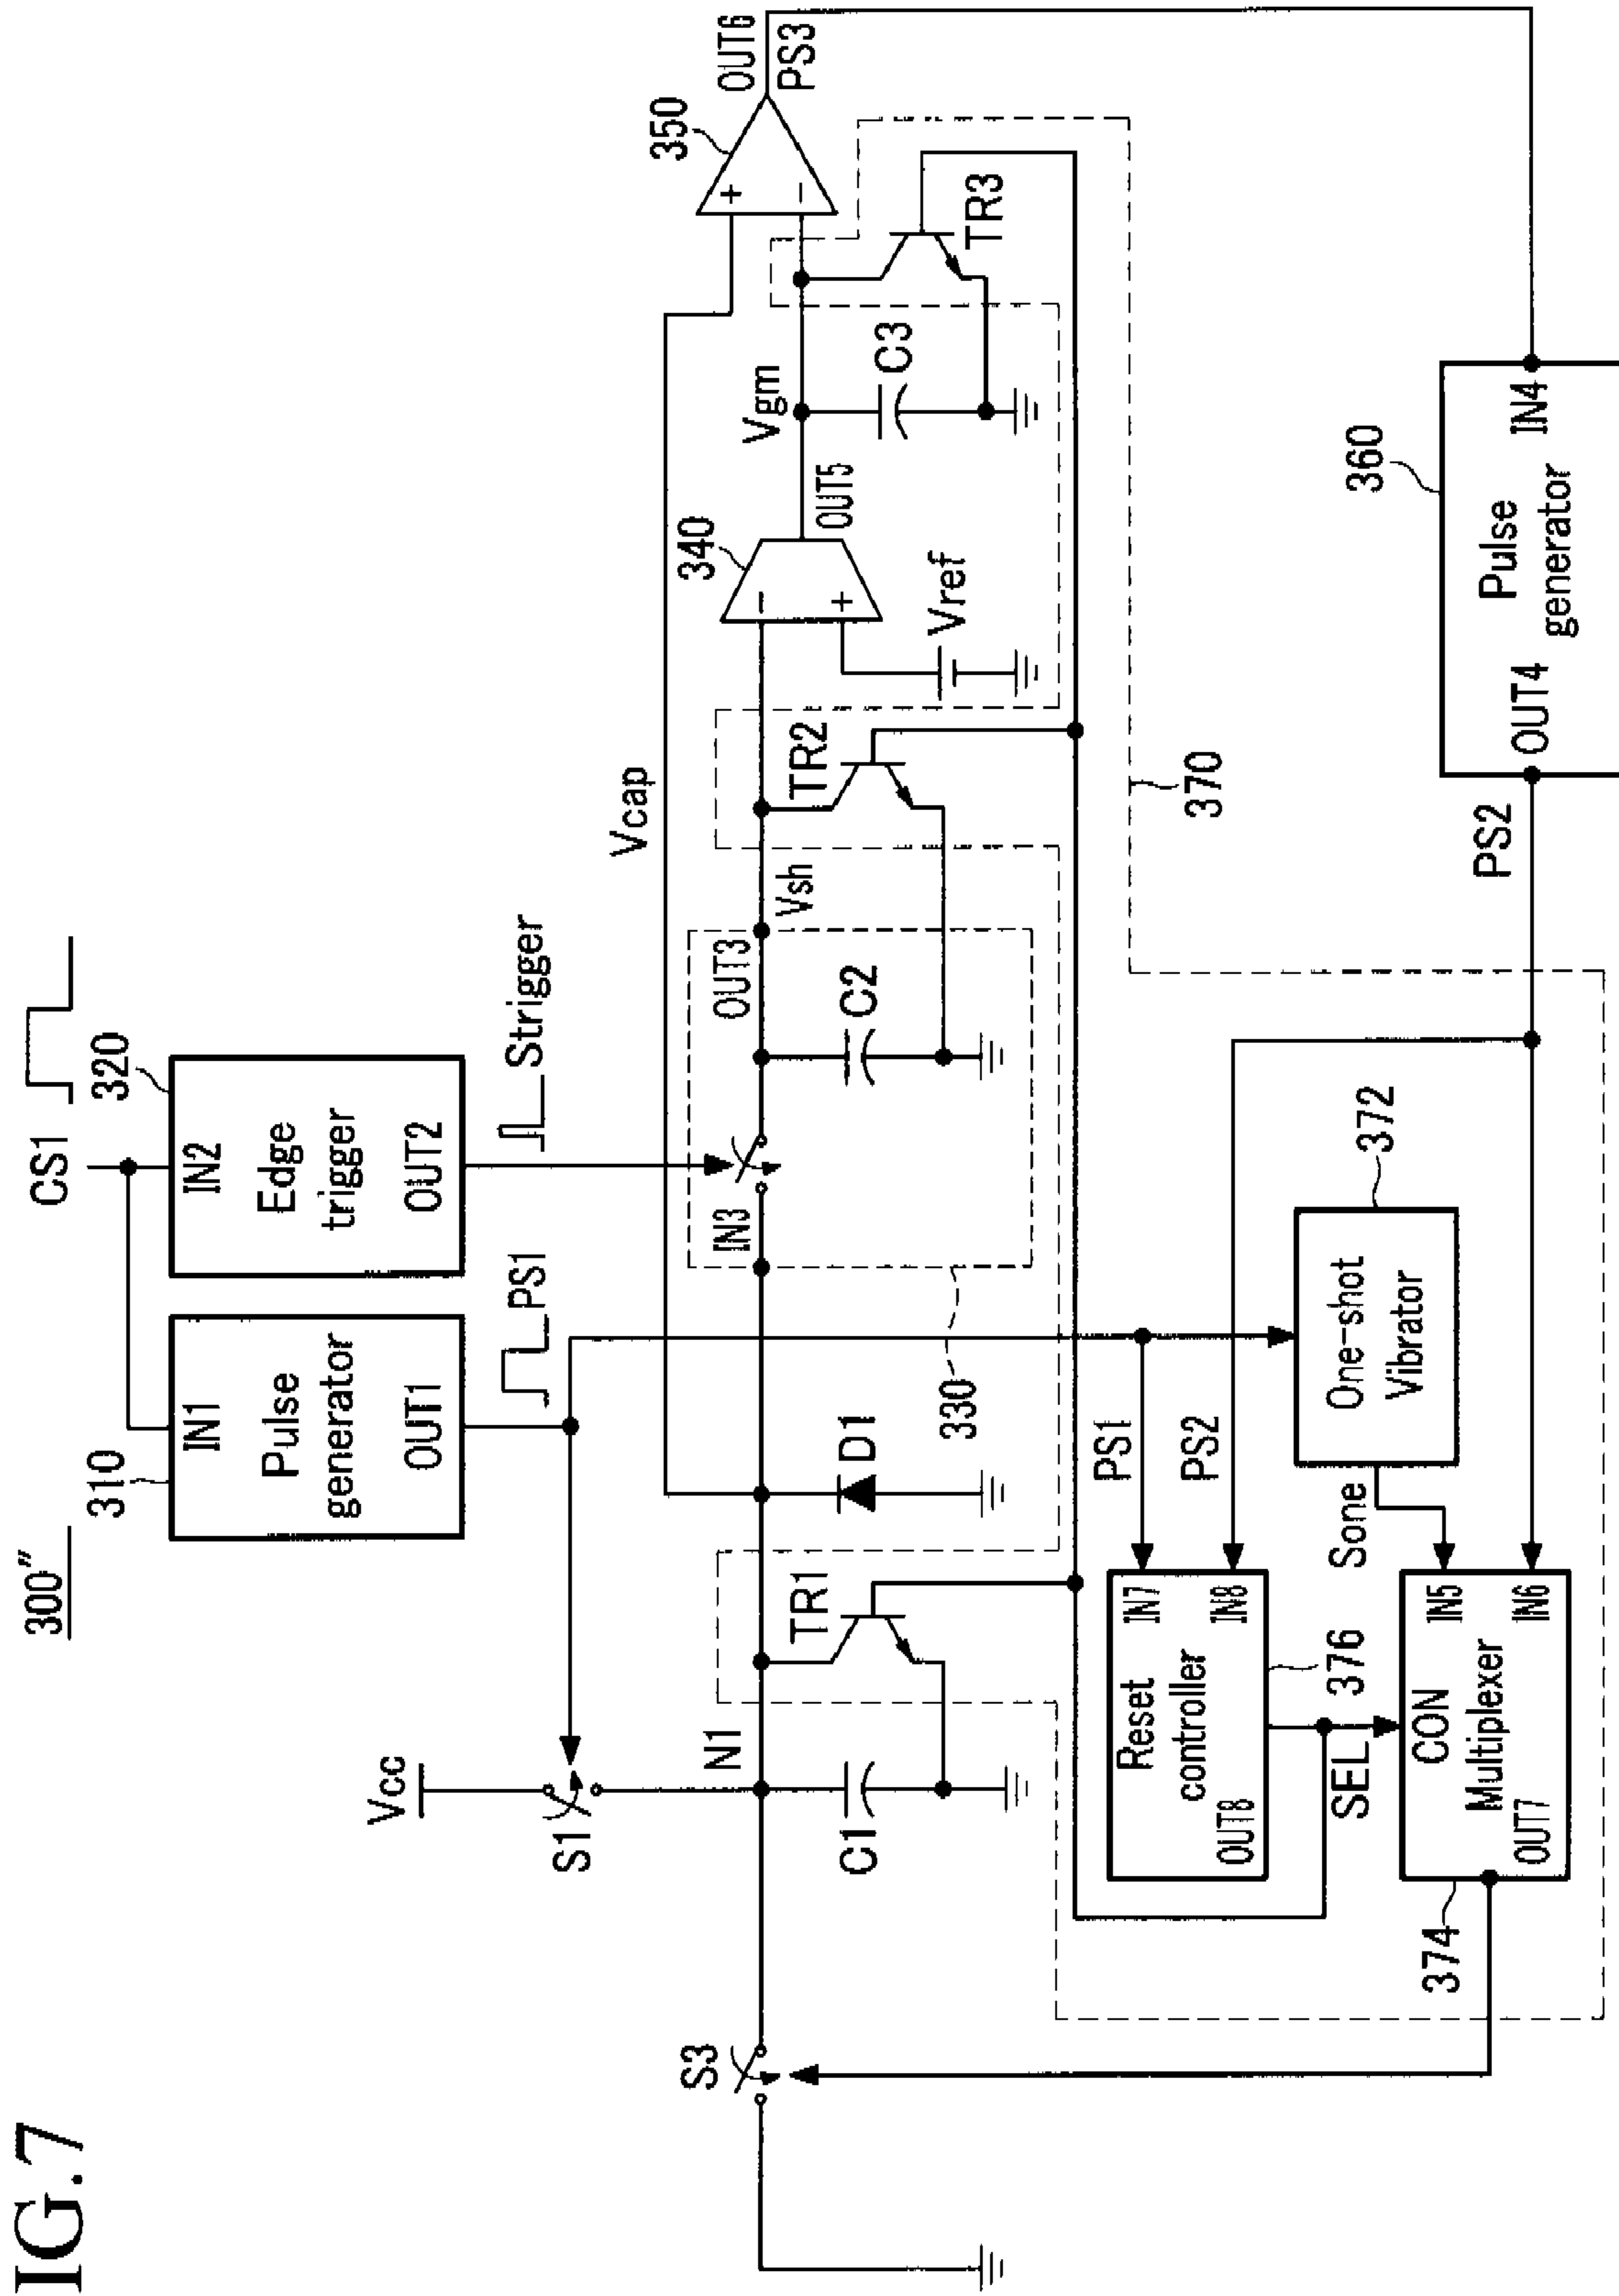 IG.7
300"
CS1
310
IN1
Pulse
generator
OUT1
320
IN2
Edge
trigger
OUT2
PS1
Strigger
Vcc
S1
S3
N1
C1
TR1
D1
Vcap
IN3
OUT3
C2
330
Vsh
TR2
340
−
+
Vref
OUT5
Vgm
C3
TR3
350
+
−
OUT6
PS3
PS1
PS2
IN7
IN8
Reset
controller
OUT8
376
SEL
Sone
One-shot
Vibrator
372
CON
IN5
IN6
Multiplexer
OUT7
374
370
PS2
360
OUT4
Pulse
generator
IN4